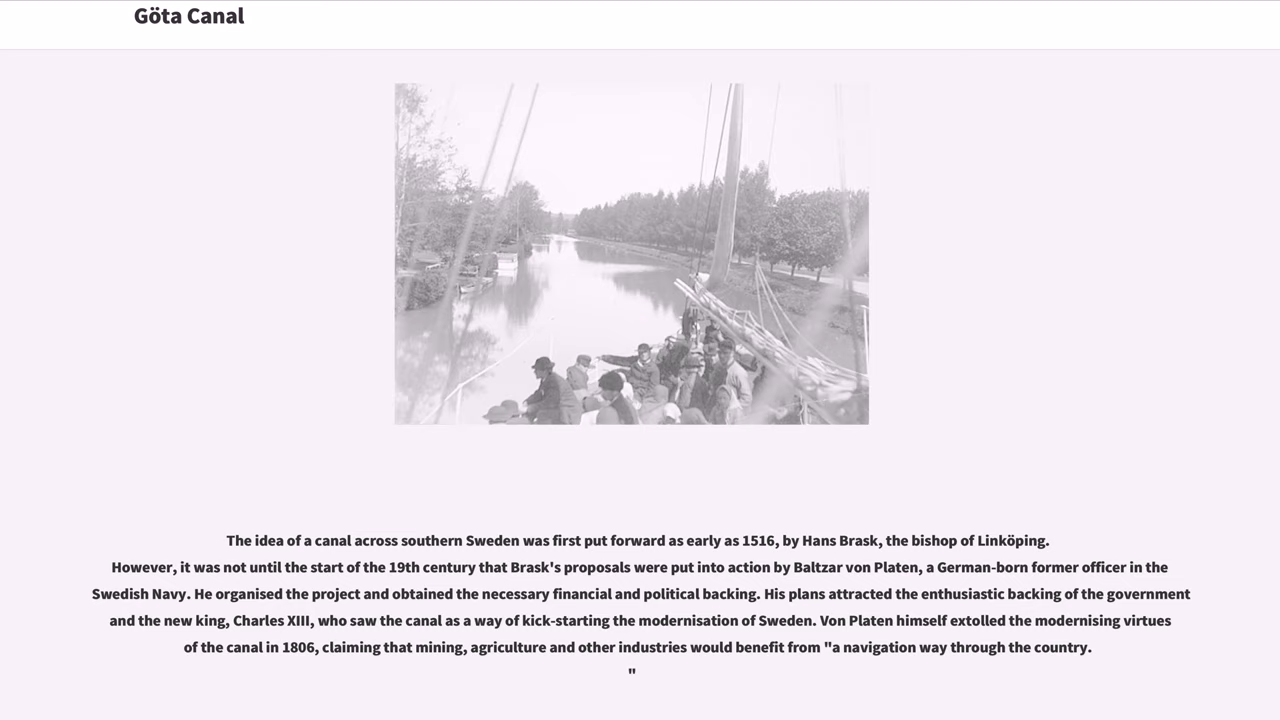 Göta Canal
The idea of a canal across southern Sweden was first put forward as early as 1516, by Hans Brask, the bishop of Linköping.
However, it was not until the start of the 19th century that Brask's proposals were put into action by Baltzar von Platen, a German-born former officer in the
Swedish Navy. He organised the project and obtained the necessary financial and political backing. His plans attracted the enthusiastic backing of the government
and the new king, Charles XIII, who saw the canal as a way of kick-starting the modernisation of Sweden. Von Platen himself extolled the modernising virtues
of the canal in 1806, claiming that mining, agriculture and other industries would benefit from "a navigation way through the country.
"